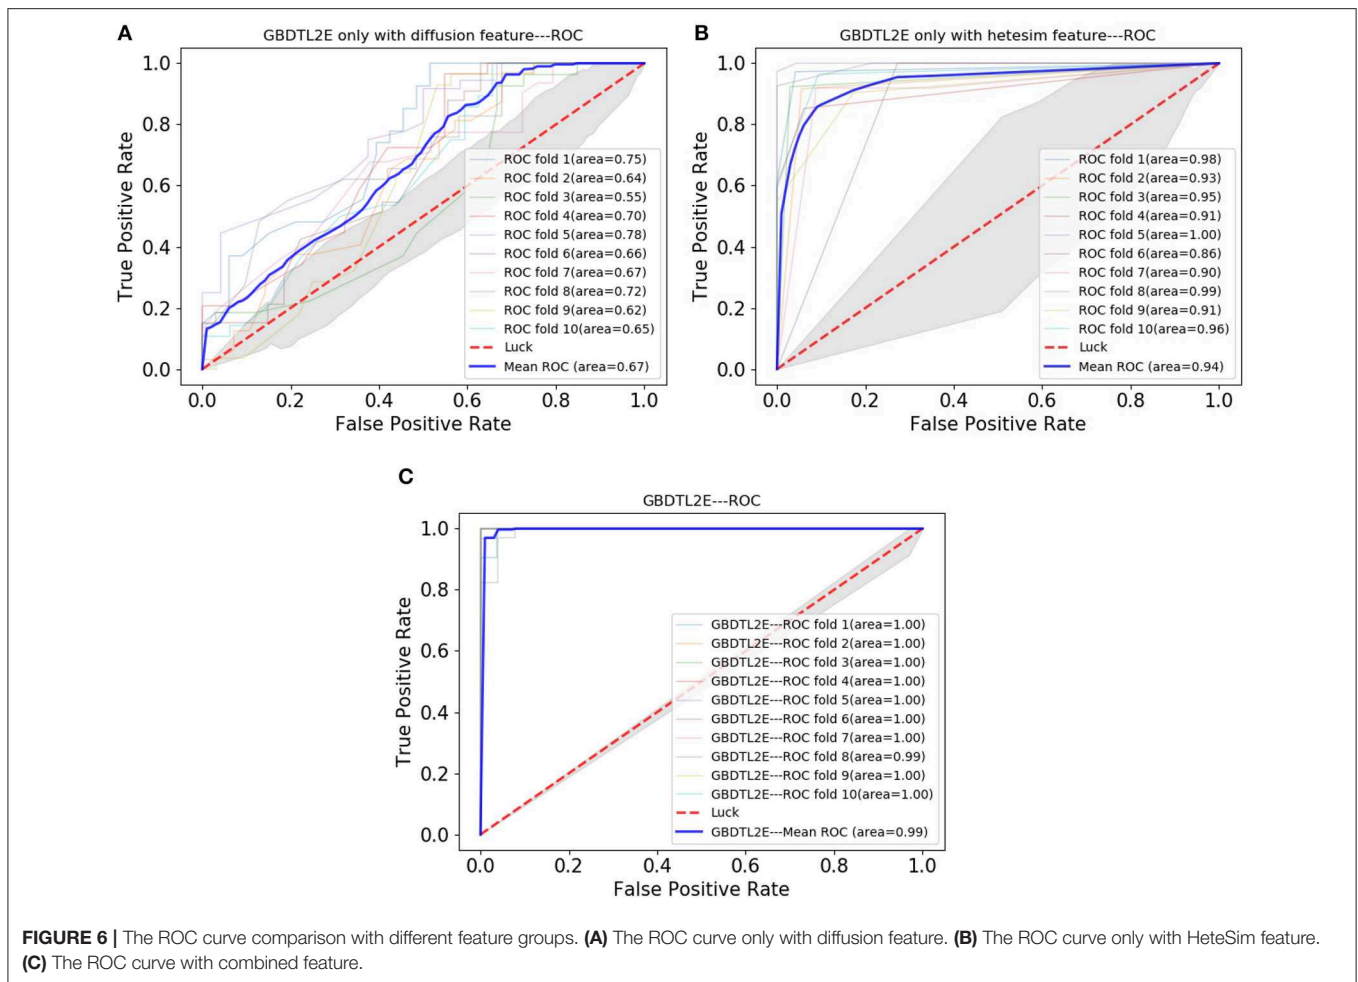 A
GBDTL2E only with diffusion feature---ROC
True Positive Rate
1.0
0.8
0.6
0.4
0.2
0.0
ROC fold 1(area=0.75)
ROC fold 2(area=0.64)
ROC fold 3(area=0.55)
ROC fold 4(area=0.70)
ROC fold 5(area=0.78)
ROC fold 6(area=0.66)
ROC fold 7(area=0.67)
ROC fold 8(area=0.72)
ROC fold 9(area=0.62)
ROC fold 10(area=0.65)
Luck
Mean ROC (area=0.67)
0.0 0.2 0.4 0.6 0.8 1.0
False Positive Rate
B
GBDTL2E only with hetesim feature---ROC
True Positive Rate
1.0
0.8
0.6
0.4
0.2
0.0
ROC fold 1(area=0.98)
ROC fold 2(area=0.93)
ROC fold 3(area=0.95)
ROC fold 4(area=0.91)
ROC fold 5(area=1.00)
ROC fold 6(area=0.86)
ROC fold 7(area=0.90)
ROC fold 8(area=0.99)
ROC fold 9(area=0.91)
ROC fold 10(area=0.96)
Luck
Mean ROC (area=0.94)
0.0 0.2 0.4 0.6 0.8 1.0
False Positive Rate
C
GBDTL2E---ROC
True Positive Rate
1.0
0.8
0.6
0.4
0.2
0.0
GBDTL2E---ROC fold 1(area=1.00)
GBDTL2E---ROC fold 2(area=1.00)
GBDTL2E---ROC fold 3(area=1.00)
GBDTL2E---ROC fold 4(area=1.00)
GBDTL2E---ROC fold 5(area=1.00)
GBDTL2E---ROC fold 6(area=1.00)
GBDTL2E---ROC fold 7(area=1.00)
GBDTL2E---ROC fold 8(area=0.99)
GBDTL2E---ROC fold 9(area=1.00)
GBDTL2E---ROC fold 10(area=1.00)
Luck
GBDTL2E---Mean ROC (area=0.99)
0.0 0.2 0.4 0.6 0.8 1.0
False Positive Rate
FIGURE 6 | The ROC curve comparison with different feature groups. (A) The ROC curve only with diffusion feature. (B) The ROC curve only with HeteSim feature.
(C) The ROC curve with combined feature.